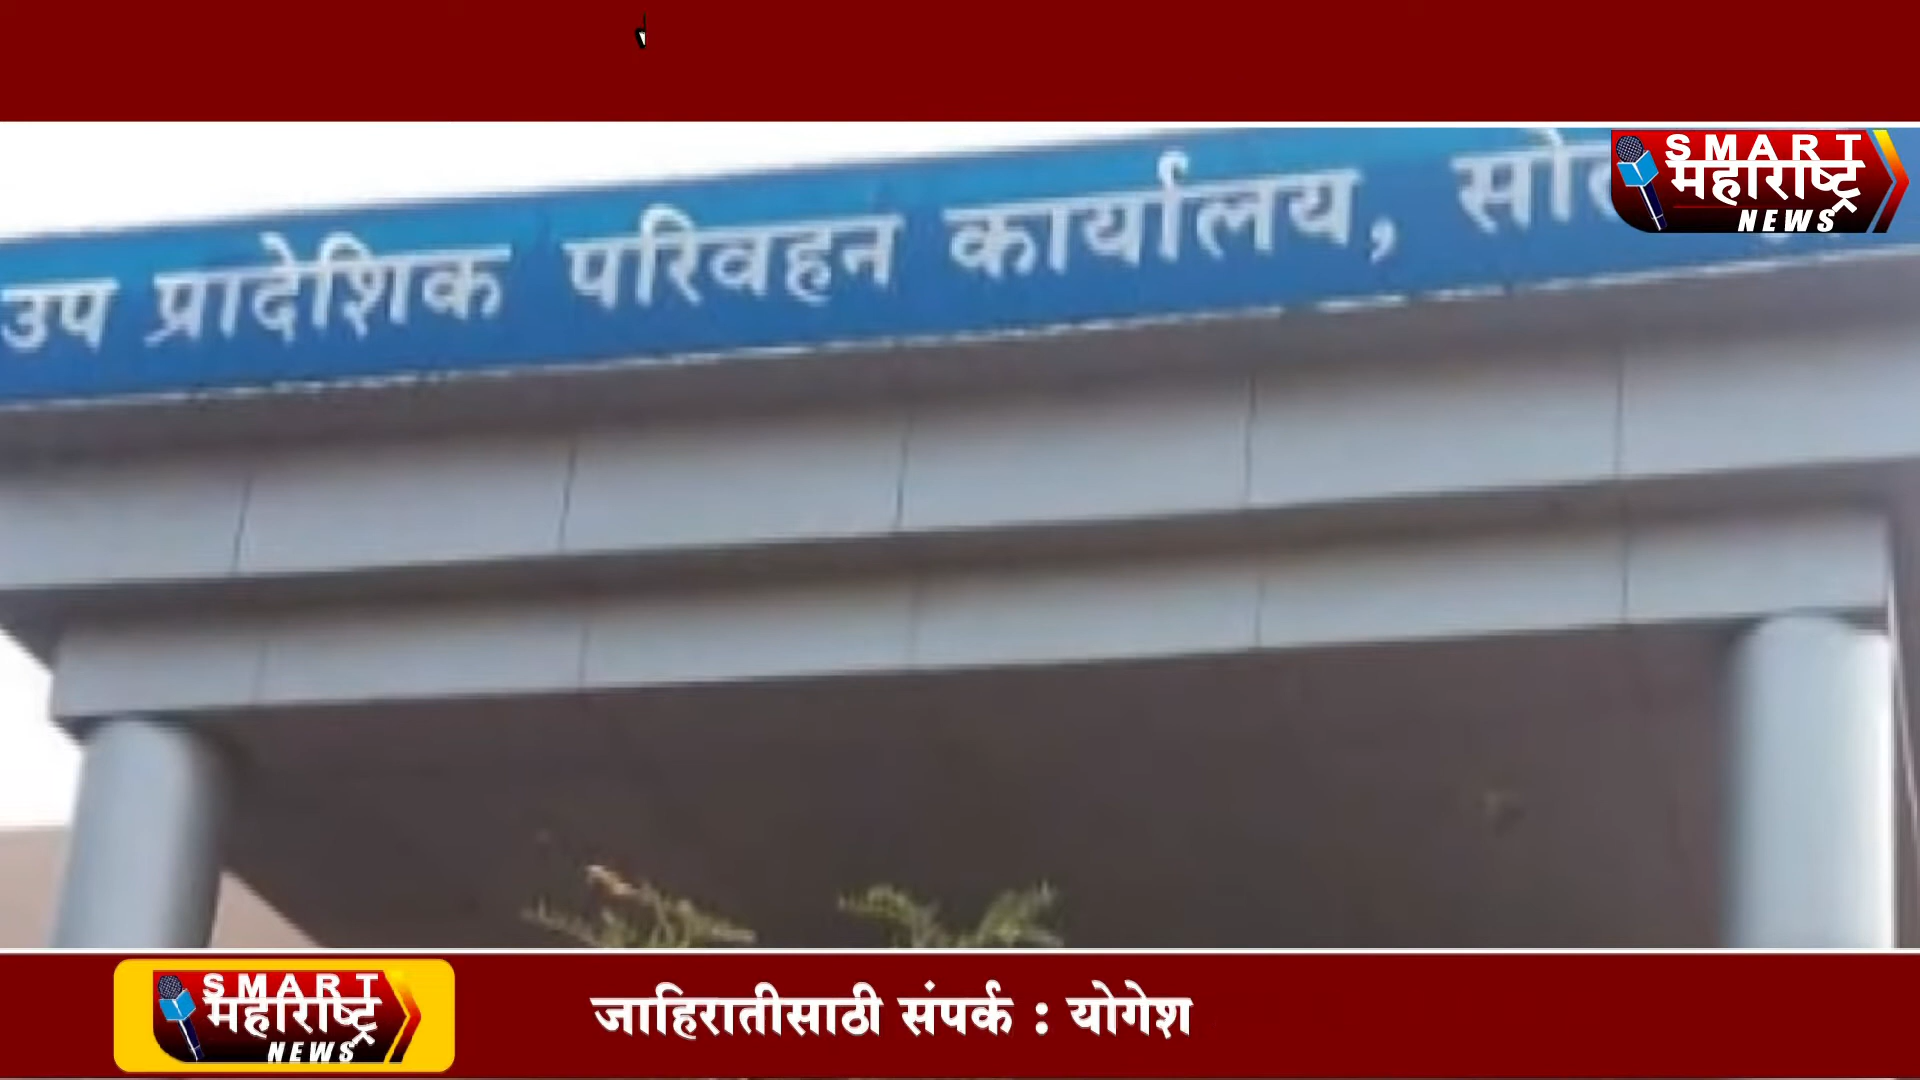 उप प्रादेशिक परिवहन कार्यालय,
SMART
महाराष्ट्र
NEWS
SMART
महाराष्ट्र
NEWS
जाहिरातीसाठी संपर्क : योगेश